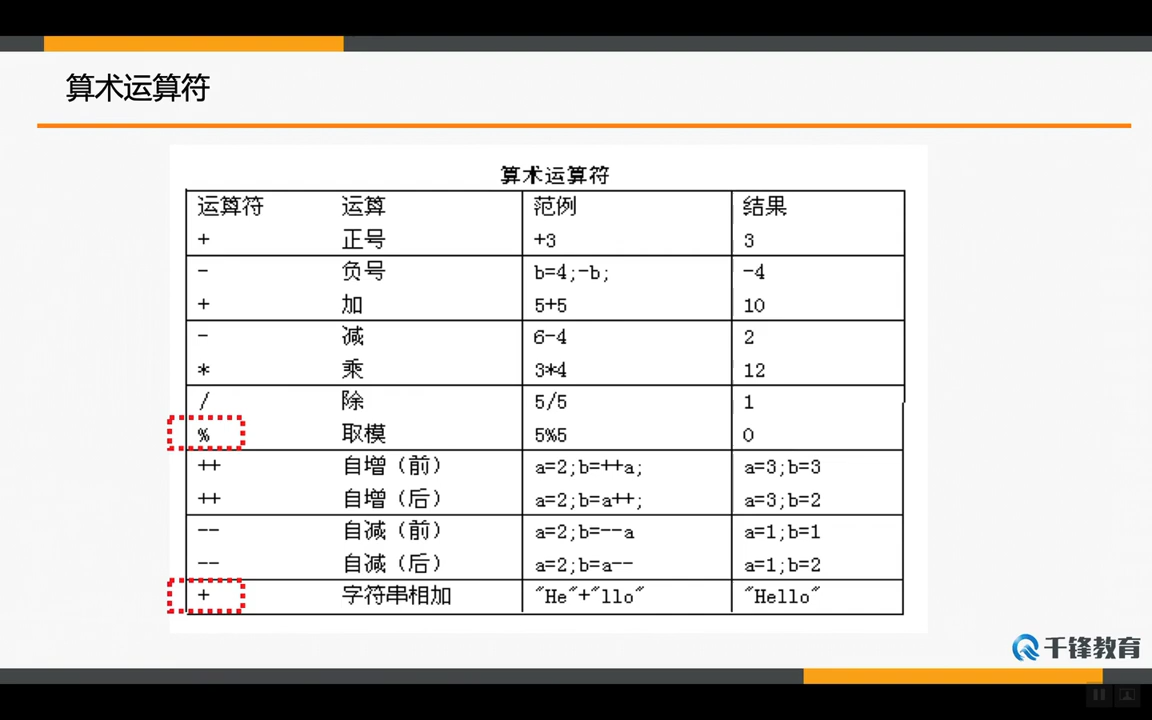 算术运算符
算术运算符
运算符 运算 范例 结果
+ 正号 +3 3
- 负号 b=4;-b; -4
+ 加 5+5 10
- 减 6-4 2
* 乘 3*4 12
/ 除 5/5 1
% 取模 5%5 0
++ 自增（前） a=2;b=++a; a=3;b=3
++ 自增（后） a=2;b=a++; a=3;b=2
-- 自减（前） a=2;b=--a a=1;b=1
-- 自减（后） a=2;b=a-- a=1;b=2
+ 字符串相加 "He"+"llo" "Hello"
千锋教育